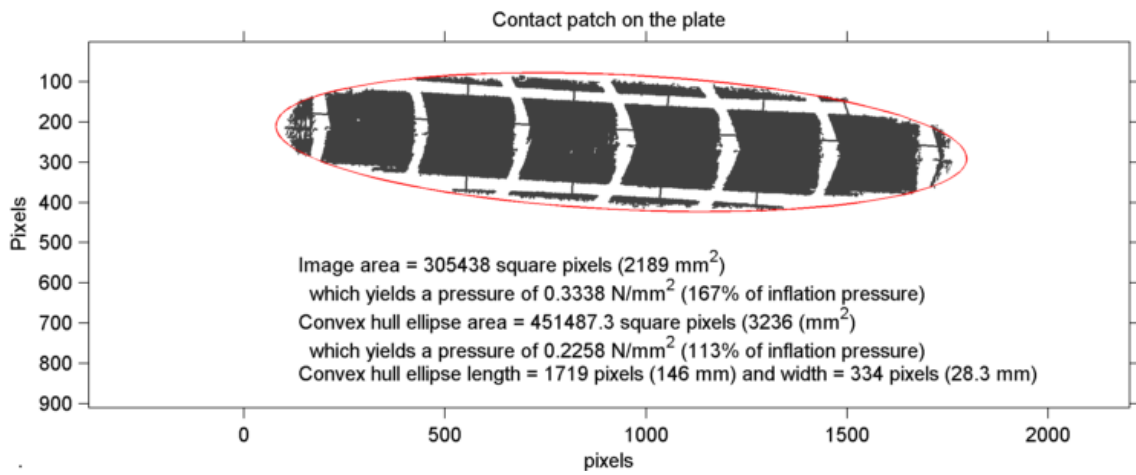 Contact patch on the plate
100
200
300
400
500
600
700
800
900
Pixels
Image area = 305438 square pixels (2189 mm²)
which yields a pressure of 0.3338 N/mm² (167% of inflation pressure)
Convex hull ellipse area = 451487.3 square pixels (3236 (mm²)
which yields a pressure of 0.2258 N/mm² (113% of inflation pressure)
Convex hull ellipse length = 1719 pixels (146 mm) and width = 334 pixels (28.3 mm)
0 500 1000 1500 2000
pixels
.